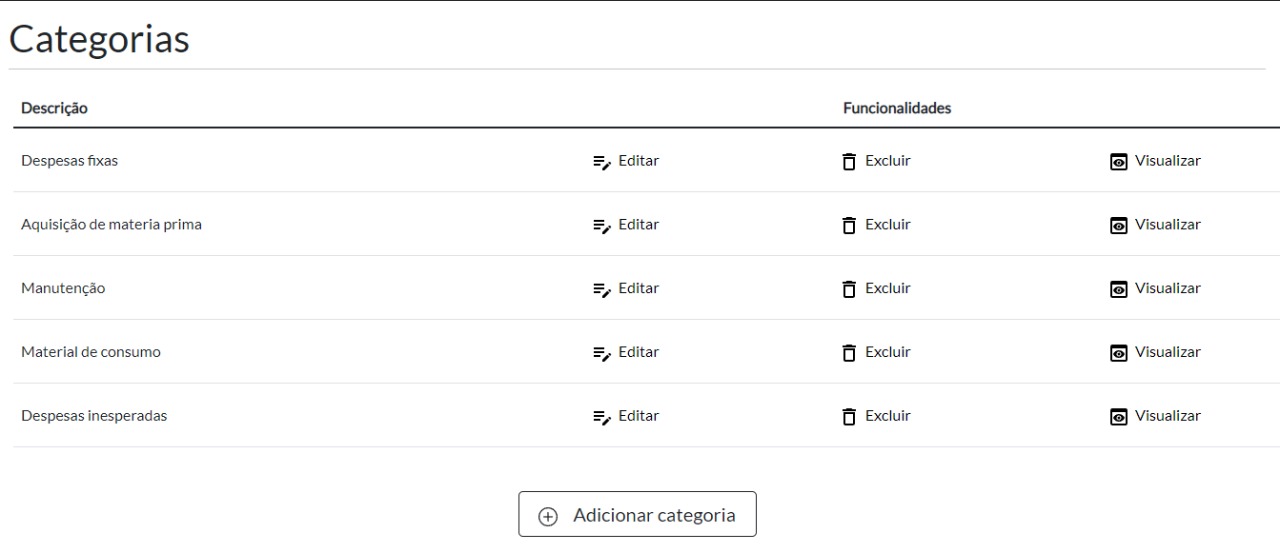 Categorias
Descrição Funcionalidades
Despesas fixas Editar Excluir Visualizar
Aquisição de materia prima Editar Excluir Visualizar
Manutenção Editar Excluir Visualizar
Material de consumo Editar Excluir Visualizar
Despesas inesperadas Editar Excluir Visualizar
Adicionar categoria